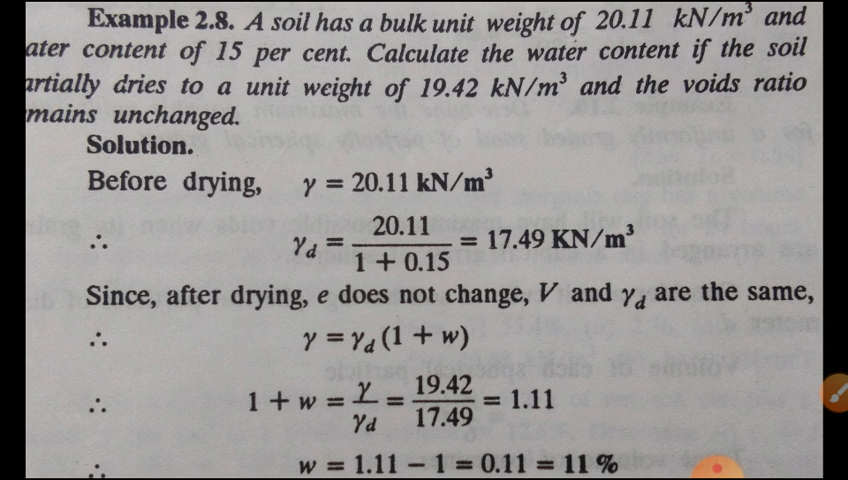 Example 2.8. A soil has a bulk unit weight of 20.11 kN/m³ and
ater content of 15 per cent. Calculate the water content if the soil
artially dries to a unit weight of 19.42 kN/m³ and the voids ratio
mains unchanged.
Solution.
Before drying, γ = 20.11 kN/m³
∴ γd = 20.11 / 1 + 0.15 = 17.49 KN/m³
Since, after drying, e does not change, V and γd are the same,
∴ γ = γd (1 + w)
∴ 1 + w = γ / γd = 19.42 / 17.49 = 1.11
∴ w = 1.11 − 1 = 0.11 = 11 %